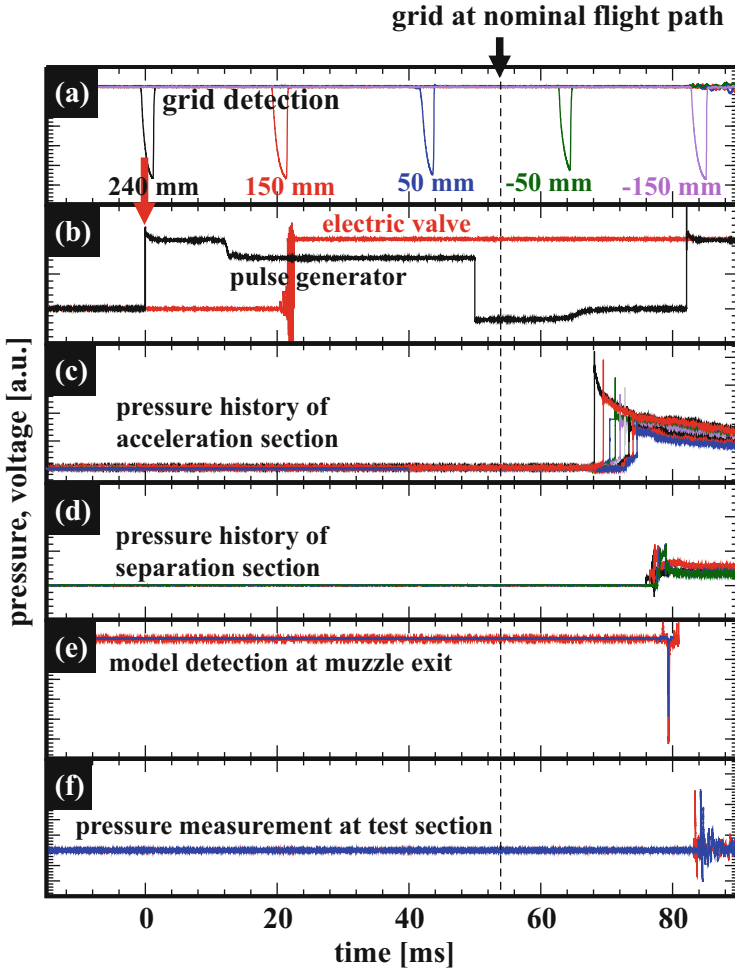 grid at nominal flight path
(a)
grid detection
240 mm 150 mm 50 mm -50 mm -150 mm
(b)
electric valve
pulse generator
(c)
pressure history of
acceleration section
(d)
pressure history of
separation section
(e)
model detection at muzzle exit
(f)
pressure measurement at test section
pressure, voltage [a.u.]
0 20 40 60 80
time [ms]